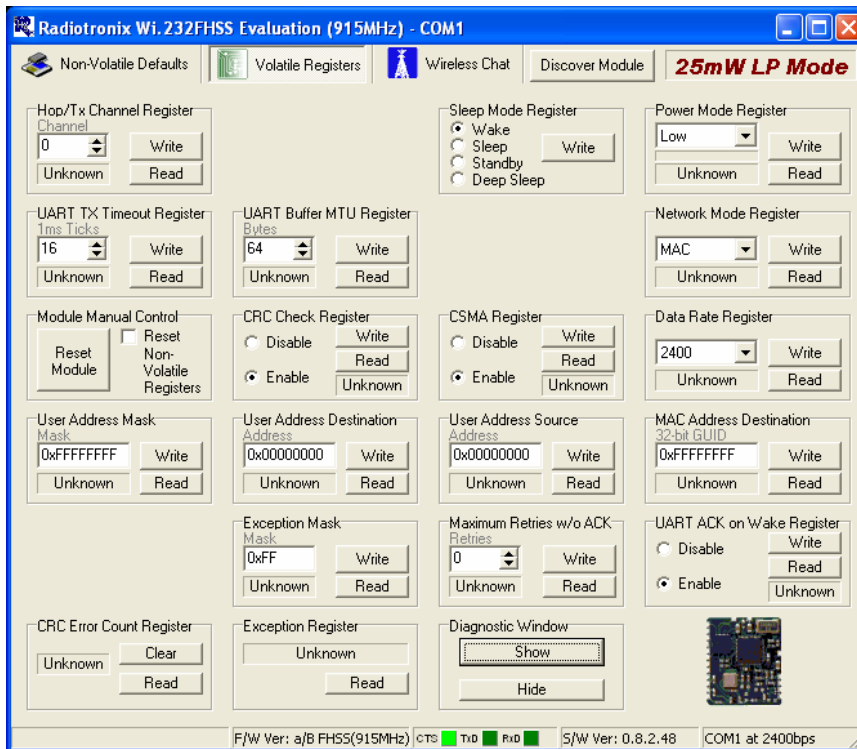 Radiotronix Wi.232FHSS Evaluation (915MHz) - COM1
Non-Volatile Defaults
Volatile Registers
Wireless Chat
Discover Module
25mW LP Mode
Hop/Tx Channel Register
Channel
0
Write
Unknown
Read
Sleep Mode Register
Wake
Sleep
Standby
Deep Sleep
Write
Power Mode Register
Low
Write
Unknown
Read
UART TX Timeout Register
1ms Ticks
16
Write
Unknown
Read
UART Buffer MTU Register
Bytes
64
Write
Unknown
Read
Network Mode Register
MAC
Write
Unknown
Read
Module Manual Control
Reset
Module
Reset
Non-
Volatile
Registers
CRC Check Register
Disable
Enable
Write
Read
Unknown
CSMA Register
Disable
Enable
Write
Read
Unknown
Data Rate Register
2400
Write
Unknown
Read
User Address Mask
Mask
0xFFFFFFFF
Write
Unknown
Read
User Address Destination
Address
0x00000000
Write
Unknown
Read
User Address Source
Address
0x00000000
Write
Unknown
Read
MAC Address Destination
32-bit GUID
0xFFFFFFFF
Write
Unknown
Read
Exception Mask
Mask
0xFF
Write
Unknown
Read
Maximum Retries w/o ACK
Retries
0
Write
Unknown
Read
UART ACK on Wake Register
Disable
Enable
Write
Read
Unknown
CRC Error Count Register
Unknown
Clear
Read
Exception Register
Unknown
Read
Diagnostic Window
Show
Hide
F/W Ver: a/B FHSS(915MHz)
CTS
TxD
RxD
S/W Ver: 0.8.2.48
COM1 at 2400bps